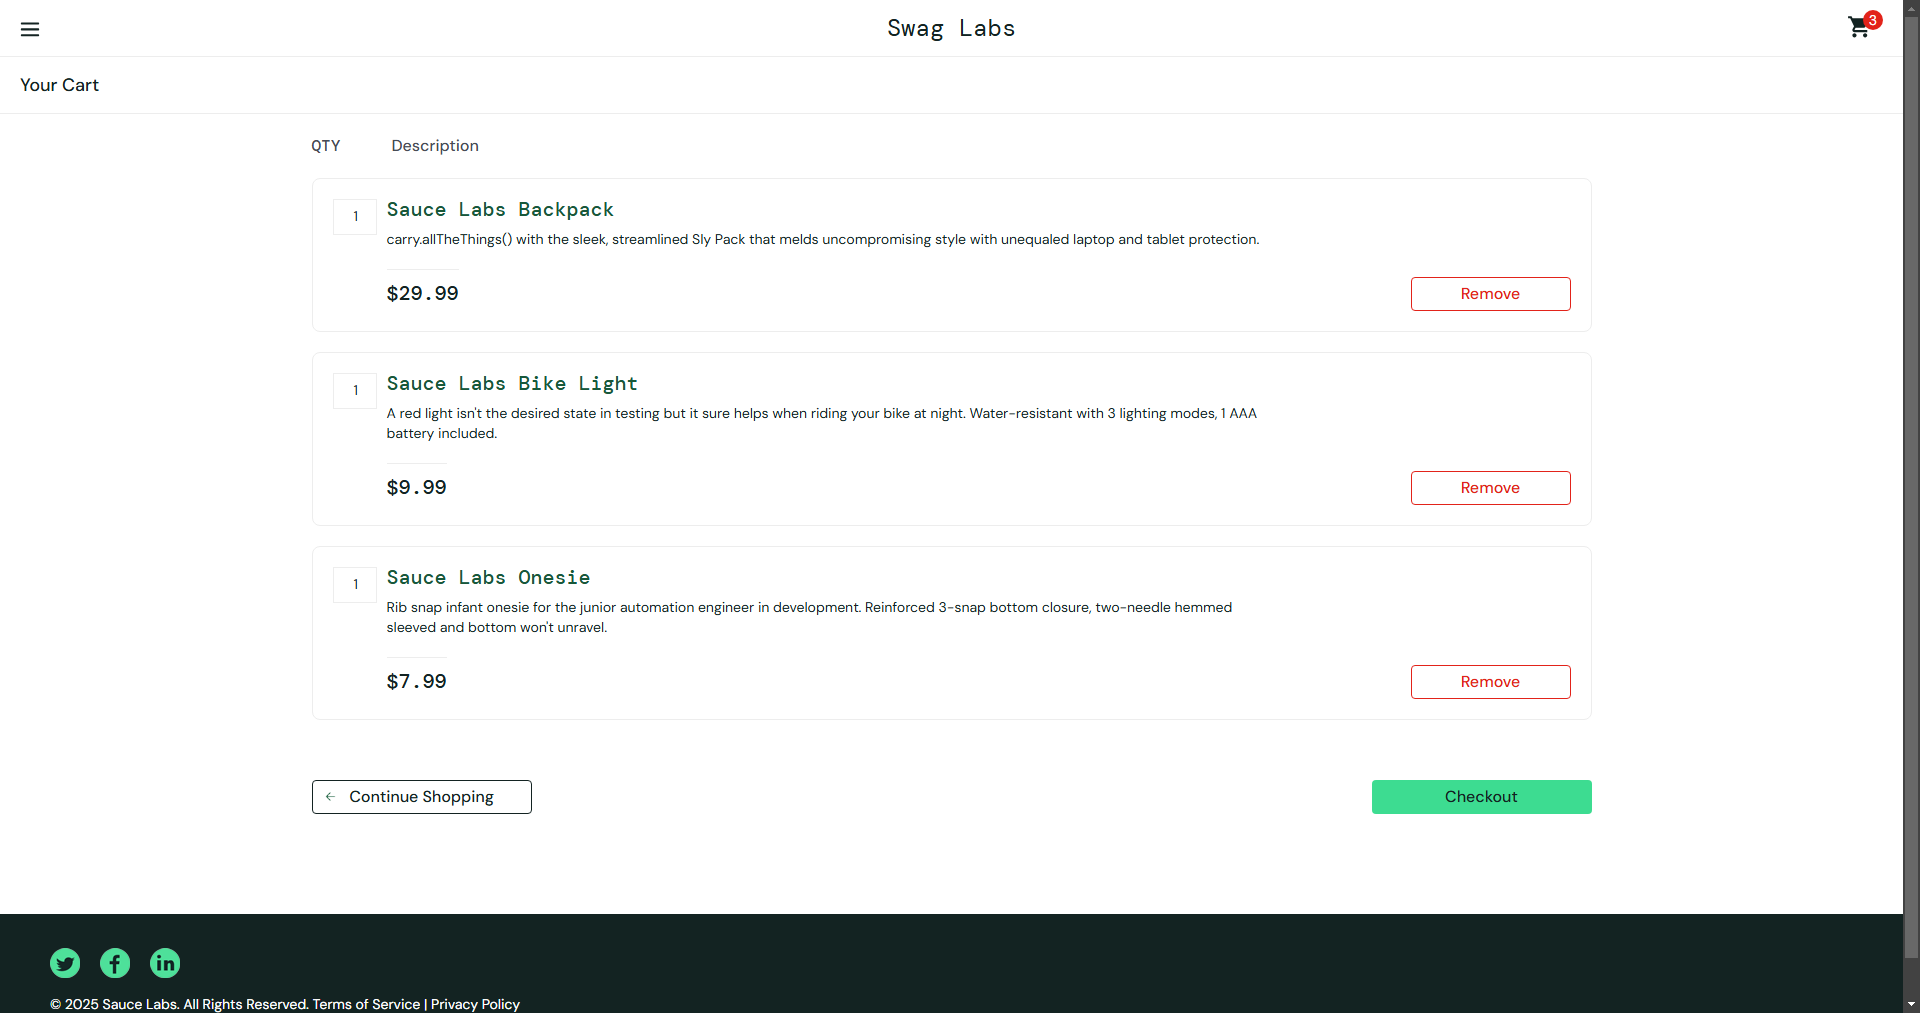 Swag Labs
3
Your Cart
QTY Description
1 Sauce Labs Backpack
carry.allTheThings() with the sleek, streamlined Sly Pack that melds uncompromising style with unequaled laptop and tablet protection.
$29.99 Remove
1 Sauce Labs Bike Light
A red light isn't the desired state in testing but it sure helps when riding your bike at night. Water-resistant with 3 lighting modes, 1 AAA
battery included.
$9.99 Remove
1 Sauce Labs Onesie
Rib snap infant onesie for the junior automation engineer in development. Reinforced 3-snap bottom closure, two-needle hemmed
sleeved and bottom won't unravel.
$7.99 Remove
Continue Shopping Checkout
© 2025 Sauce Labs. All Rights Reserved. Terms of Service | Privacy Policy